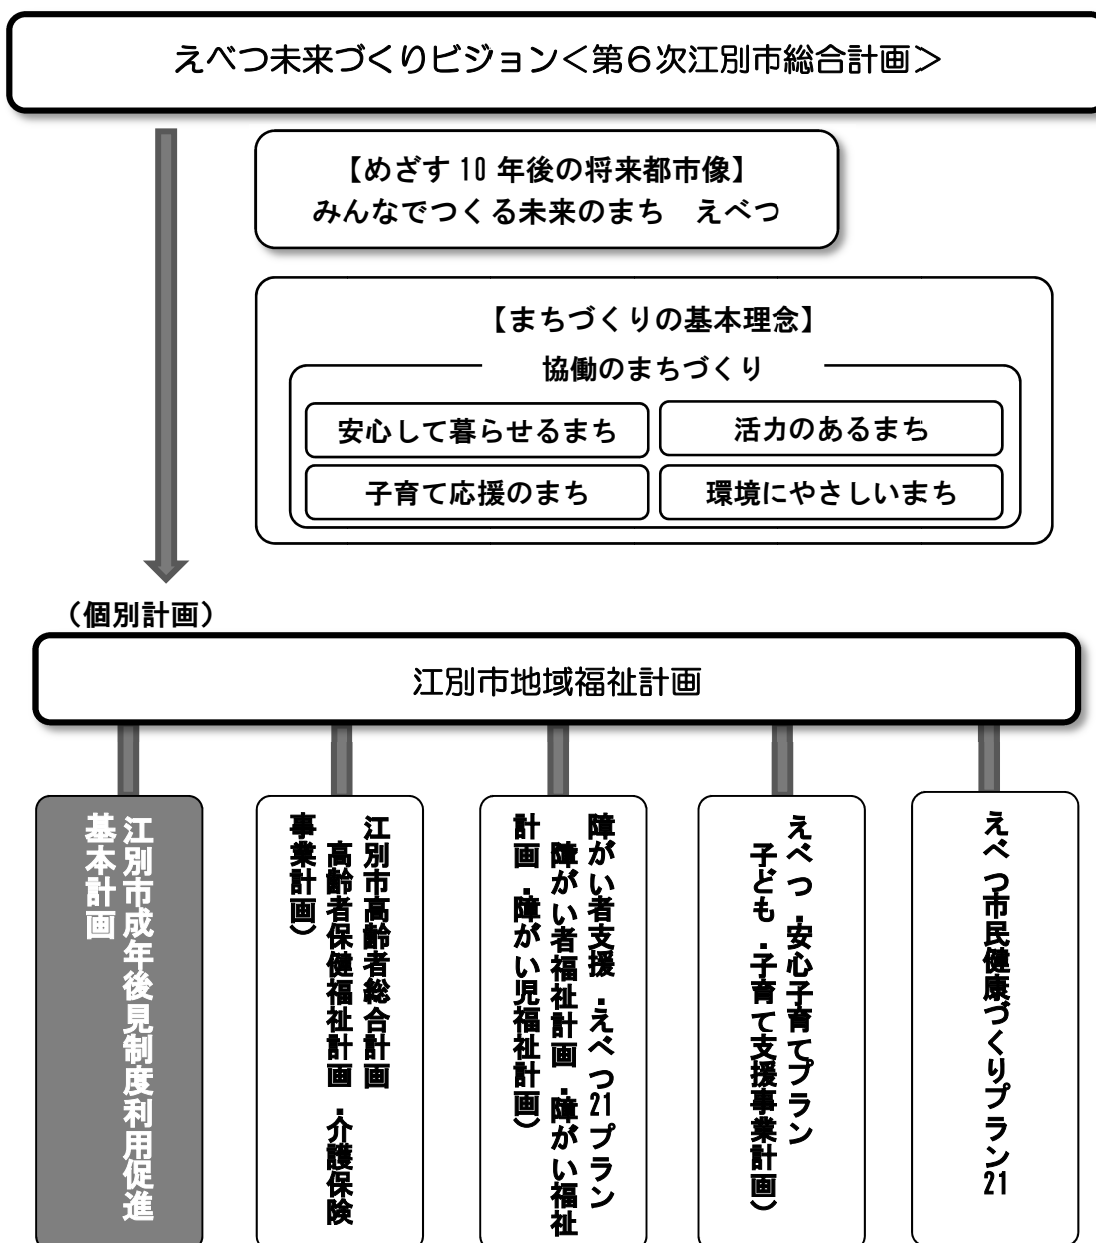 えべつ未来づくりビジョン＜第６次江別市総合計画＞
【めざす 10 年後の将来都市像】
みんなでつくる未来のまち　えべつ
【まちづくりの基本理念】
協働のまちづくり
安心して暮らせるまち
活力のあるまち
子育て応援のまち
環境にやさしいまち
（個別計画）
江別市地域福祉計画
江別市成年後見制度利用促進
基本計画
江別市高齢者総合計画
高齢者保健福祉計画・介護保険
事業計画）
障がい者支援・えべつ21プラン
障がい者福祉計画・障がい福祉
計画・障がい児福祉計画）
えべつ・安心子育てプラン
子ども・子育て支援事業計画）
えべつ市民健康づくりプラン21